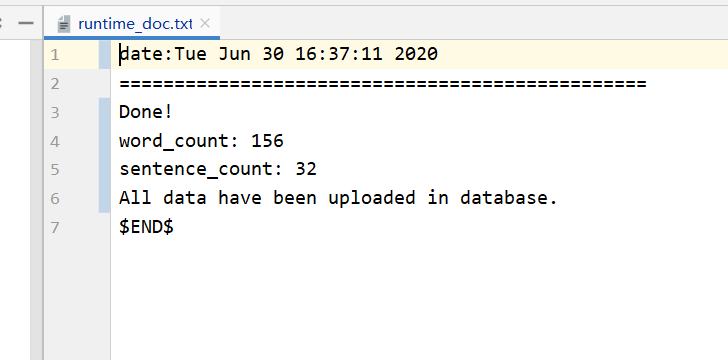 runtime_doc.txt
1 date:Tue Jun 30 16:37:11 2020
2 ================================================
3 Done!
4 word_count: 156
5 sentence_count: 32
6 All data have been uploaded in database.
7 $END$